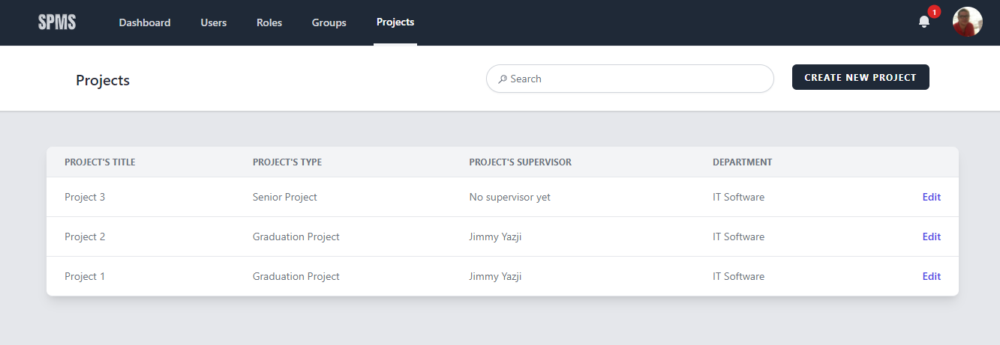 SPMS Dashboard Users Roles Groups Projects 1
Projects Search CREATE NEW PROJECT
PROJECT'S TITLE PROJECT'S TYPE PROJECT'S SUPERVISOR DEPARTMENT
Project 3 Senior Project No supervisor yet IT Software Edit
Project 2 Graduation Project Jimmy Yazji IT Software Edit
Project 1 Graduation Project Jimmy Yazji IT Software Edit